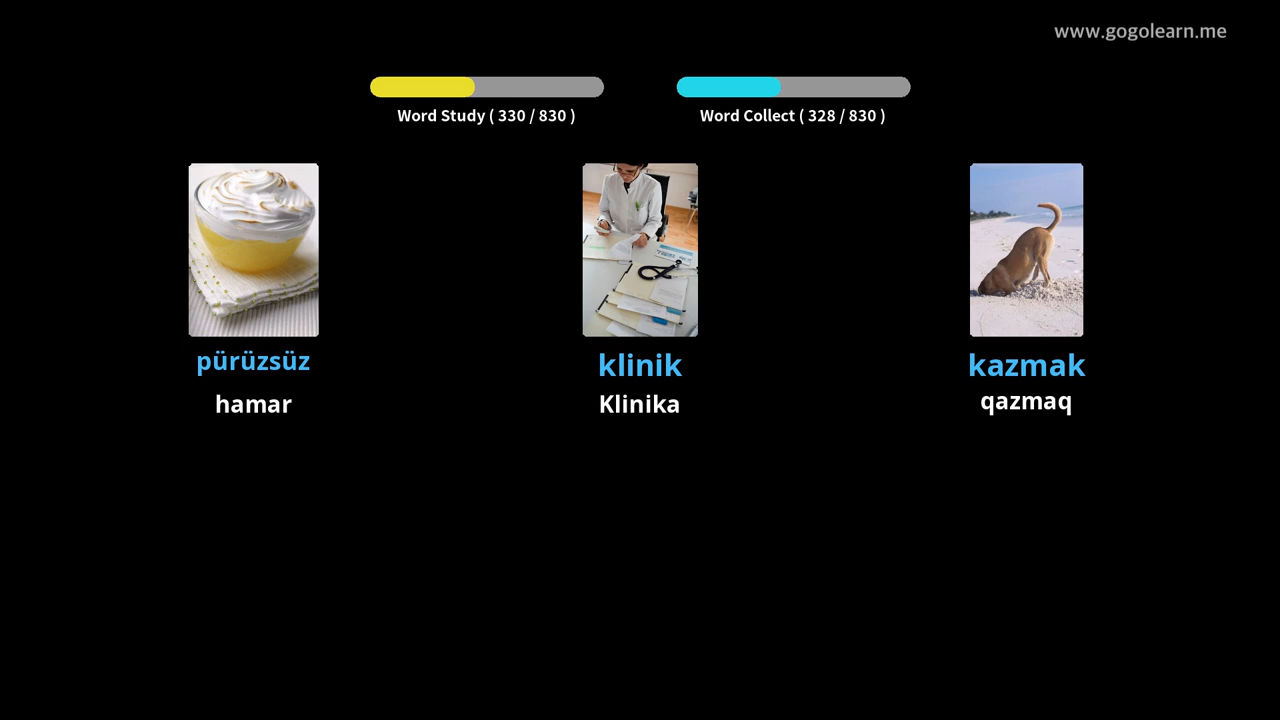 www.gogolearn.me
Word Study ( 330 / 830 )
Word Collect ( 328 / 830 )
pürüzsüz
klinik
kazmak
hamar
Klinika
qazmaq